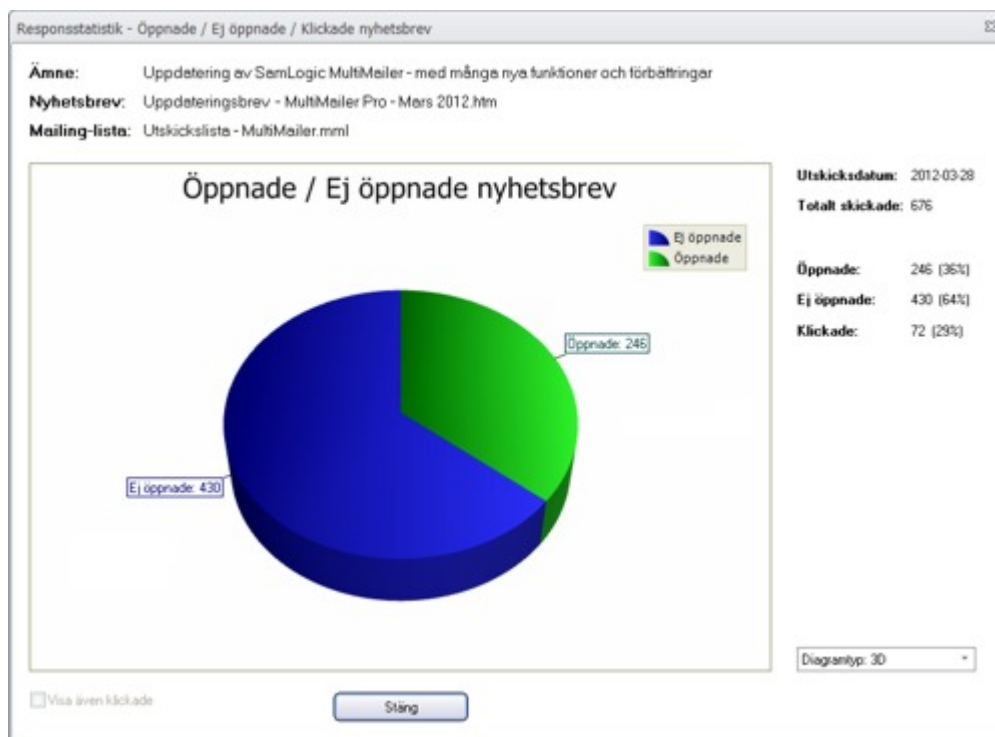 Responsstatistik - Öppnade / Ej öppnade / Klickade nyhetsbrev
Ämne: Uppdatering av SamLogic MultiMailer - med många nya funktioner och förbättringar
Nyhetsbrev: Uppdateringsbrev - MultiMailer Pro - Mars 2012.htm
Mailing-lista: Utskickslista - MultiMailer.mml
Öppnade / Ej öppnade nyhetsbrev
Ej öppnade
Öppnade
Öppnade: 246
Ej öppnade: 430
Utskicksdatum: 2012-03-28
Totalt skickade: 676
Öppnade: 246 (36%)
Ej öppnade: 430 (64%)
Klickade: 72 (29%)
Diagramtyp: 3D
Visa även klickade
Stäng